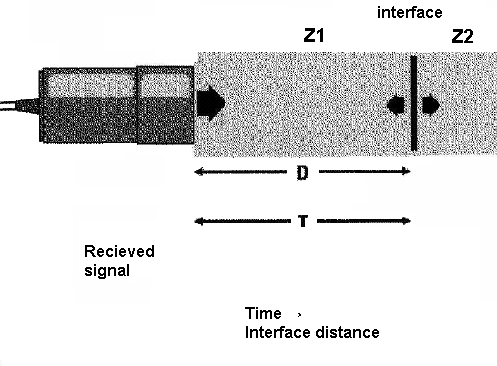 interface
Z1 Z2
D
T
Recieved
signal
Time →
Interface distance